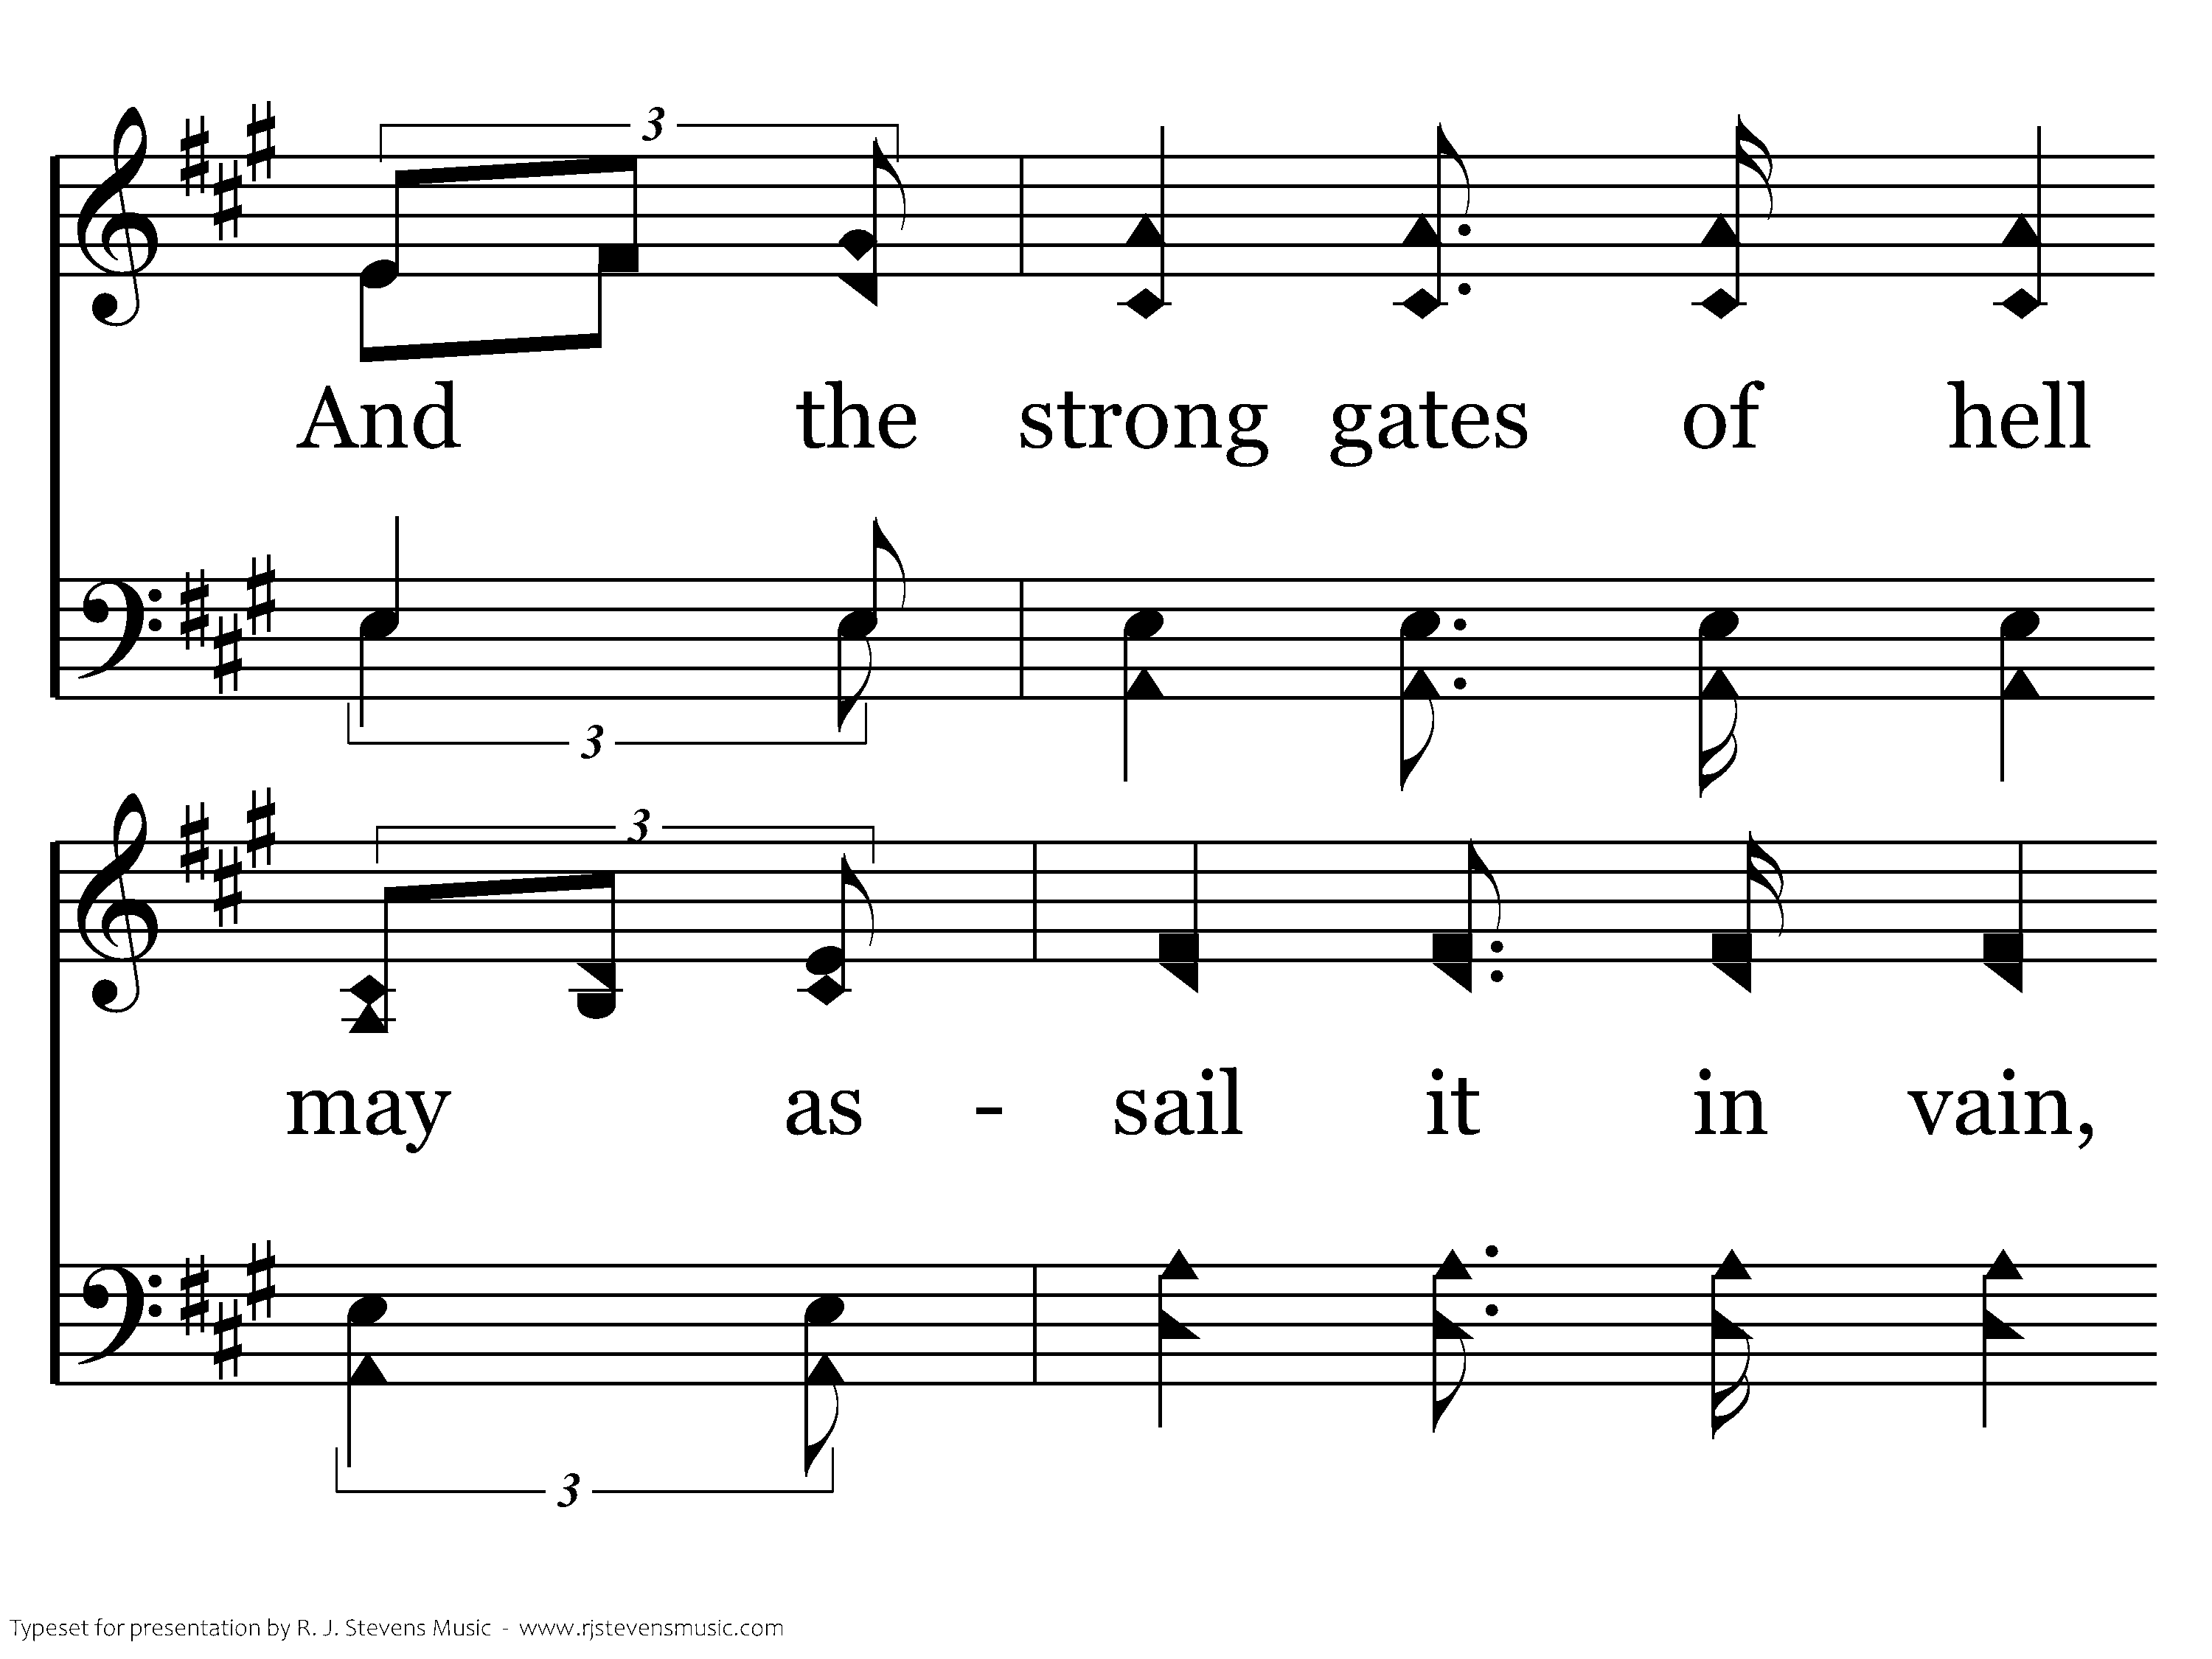 3
And the strong gates of hell
3
3
may as - sail it in vain,
3
Typeset for presentation by R. J. Stevens Music - www.rjstevensmusic.com